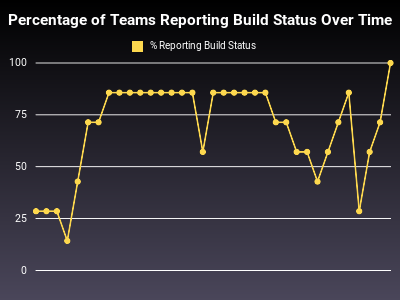 Percentage of Teams Reporting Build Status Over Time
% Reporting Build Status
100
75
50
25
0